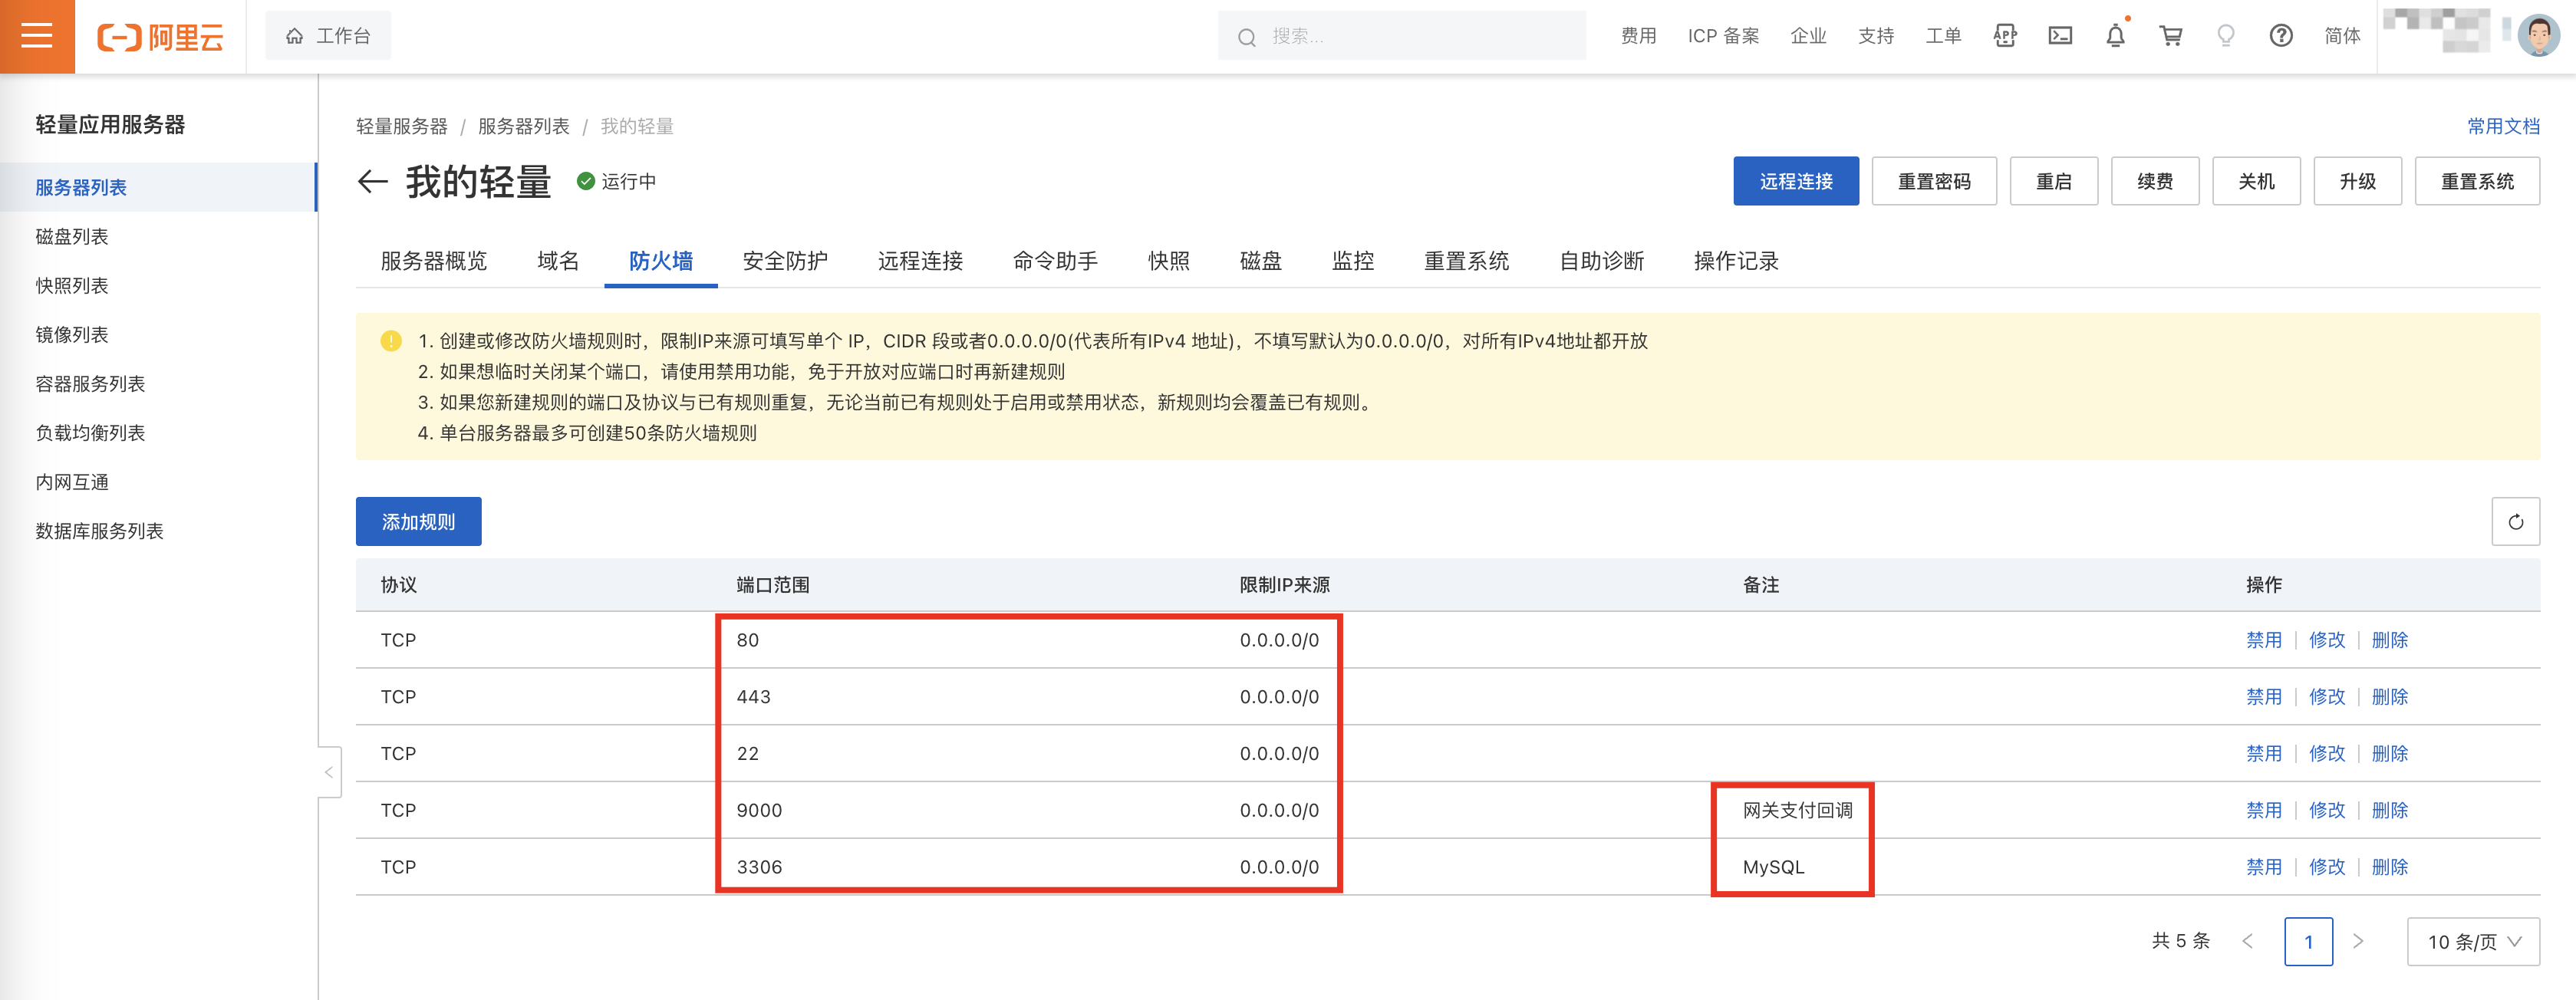 阿里云
工作台
搜索...
费用 ICP 备案 企业 支持 工单 APP 简体
轻量应用服务器
服务器列表
磁盘列表
快照列表
镜像列表
容器服务列表
负载均衡列表
内网互通
数据库服务列表
轻量服务器 / 服务器列表 / 我的轻量
常用文档
我的轻量 运行中
远程连接 重置密码 重启 续费 关机 升级 重置系统
服务器概览 域名 防火墙 安全防护 远程连接 命令助手 快照 磁盘 监控 重置系统 自助诊断 操作记录
1. 创建或修改防火墙规则时，限制IP来源可填写单个 IP，CIDR 段或者0.0.0.0/0(代表所有IPv4 地址)，不填写默认为0.0.0.0/0，对所有IPv4地址都开放
2. 如果想临时关闭某个端口，请使用禁用功能，免于开放对应端口时再新建规则
3. 如果您新建规则的端口及协议与已有规则重复，无论当前已有规则处于启用或禁用状态，新规则均会覆盖已有规则。
4. 单台服务器最多可创建50条防火墙规则
添加规则
协议 端口范围 限制IP来源 备注 操作
TCP 80 0.0.0.0/0 禁用 修改 删除
TCP 443 0.0.0.0/0 禁用 修改 删除
TCP 22 0.0.0.0/0 禁用 修改 删除
TCP 9000 0.0.0.0/0 网关支付回调 禁用 修改 删除
TCP 3306 0.0.0.0/0 MySQL 禁用 修改 删除
共 5 条 1 10 条/页